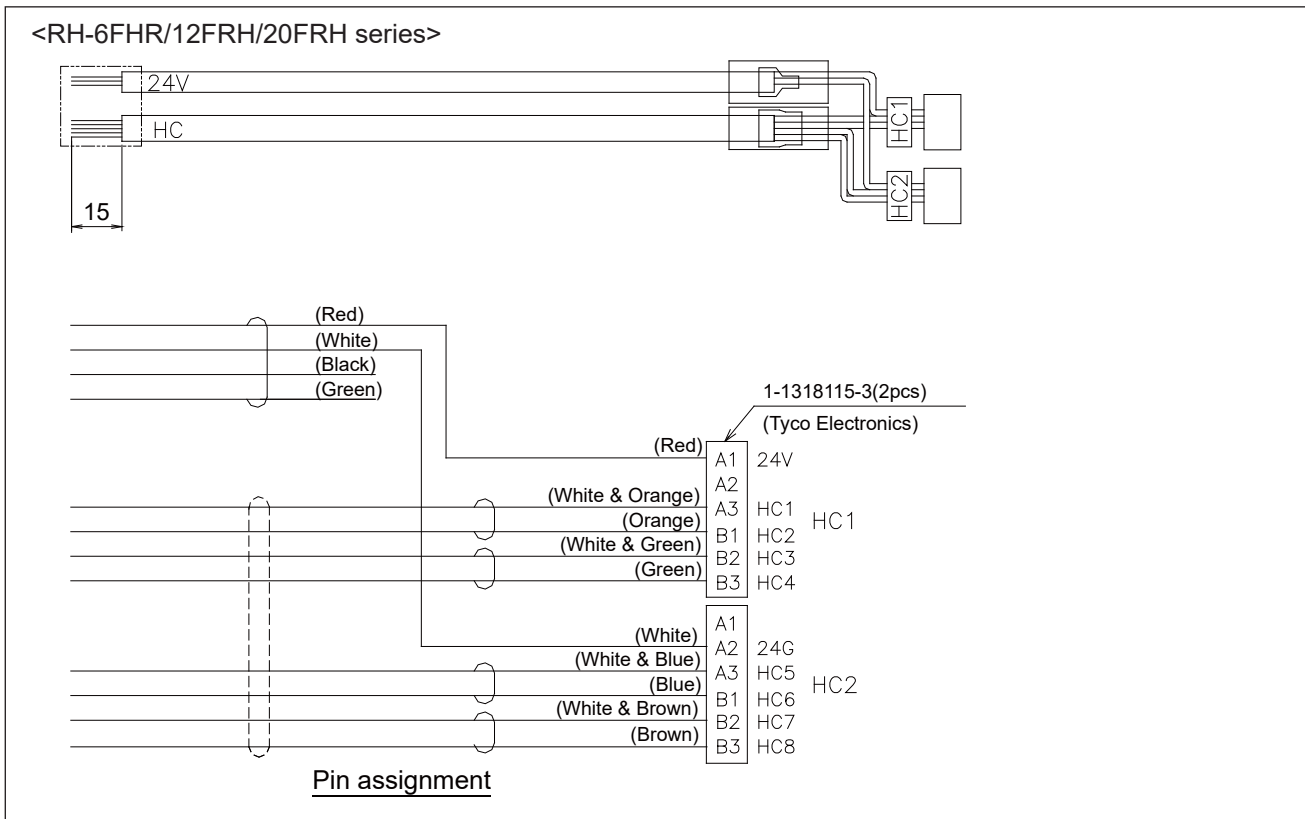 <RH-6FHR/12FRH/20FRH series>
24V
HC
HC1
HC2
15
(Red)
(White)
(Black)
(Green)
1-1318115-3(2pcs)
(Tyco Electronics)
(Red) A1 24V
A2
(White & Orange) A3 HC1
HC1
(Orange) B1 HC2
(White & Green) B2 HC3
(Green) B3 HC4
A1
(White) A2 24G
(White & Blue) A3 HC5
HC2
(Blue) B1 HC6
(White & Brown) B2 HC7
(Brown) B3 HC8
Pin assignment